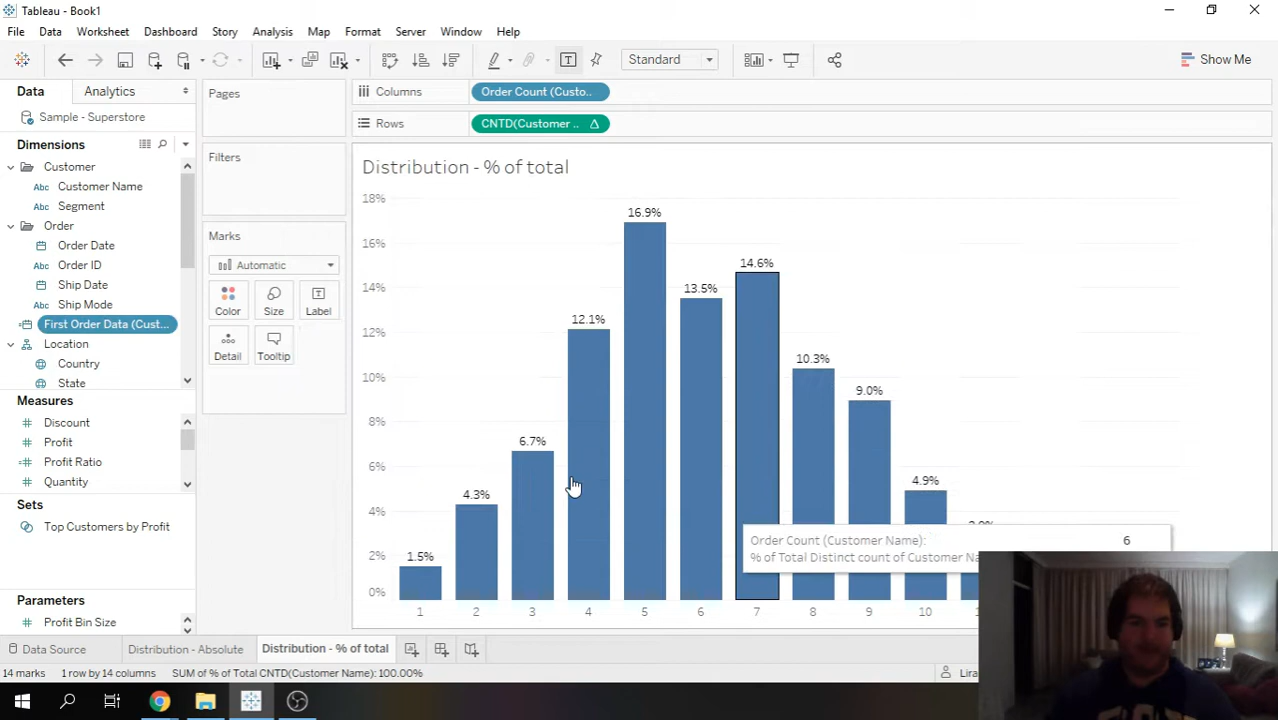 Tableau - Book1
File Data Worksheet Dashboard Story Analysis Map Format Server Window Help
Standard
Show Me
Data Analytics
Sample - Superstore
Dimensions
Customer
Abc Customer Name
Abc Segment
Order
Order Date
Abc Order ID
Ship Date
Abc Ship Mode
First Order Data (Cust...
Location
Country
State
Measures
Discount
Profit
Profit Ratio
Quantity
Sets
Top Customers by Profit
Parameters
Profit Bin Size
Pages
Filters
Marks
Automatic
Color Size Label
Detail Tooltip
Columns Order Count (Custo..
Rows CNTD(Customer ..
Distribution - % of total
18%
16%
14%
12%
10%
8%
6%
4%
2%
0%
1.5% 4.3% 6.7% 12.1% 16.9% 13.5% 14.6% 10.3% 9.0% 4.9%
1 2 3 4 5 6 7 8 9 10
Order Count (Customer Name): 6
% of Total Distinct count of Customer Na
Data Source Distribution - Absolute Distribution - % of total
14 marks 1 row by 14 columns SUM of % of Total CNTD(Customer Name): 100.00%
Lira